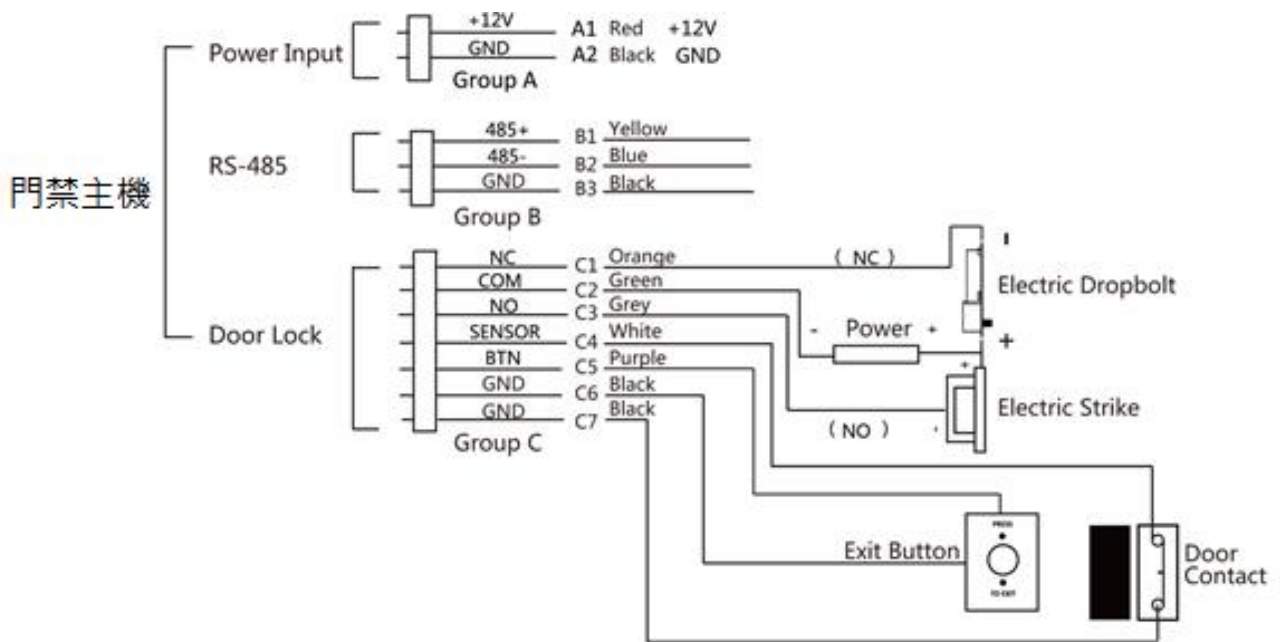 門禁主機
Power Input
+12V A1 Red +12V
GND A2 Black GND
Group A
RS-485
485+ B1 Yellow
485- B2 Blue
GND B3 Black
Group B
Door Lock
NC C1 Orange ( NC )
COM C2 Green
NO C3 Grey
SENSOR C4 White
BTN C5 Purple
GND C6 Black
GND C7 Black
Group C
-
Electric Dropbolt
+
- Power +
+
Electric Strike
-
( NO )
PRESS
TO EXIT
Exit Button
Door
Contact